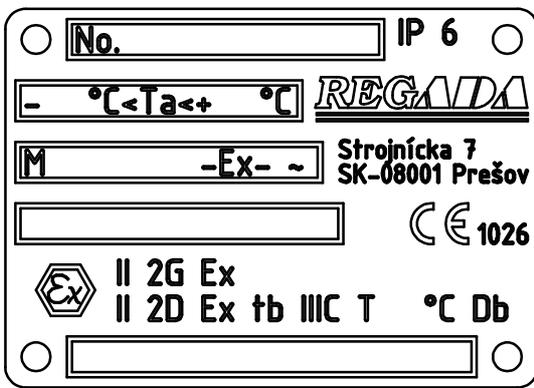 No. IP 6
- °C<Ta<+ °C REGADA
M -Ex- ~
Strojnícka 7
SK-08001 Prešov
CE 1026
Ex
II 2G Ex
II 2D Ex tb IIIC T °C Db